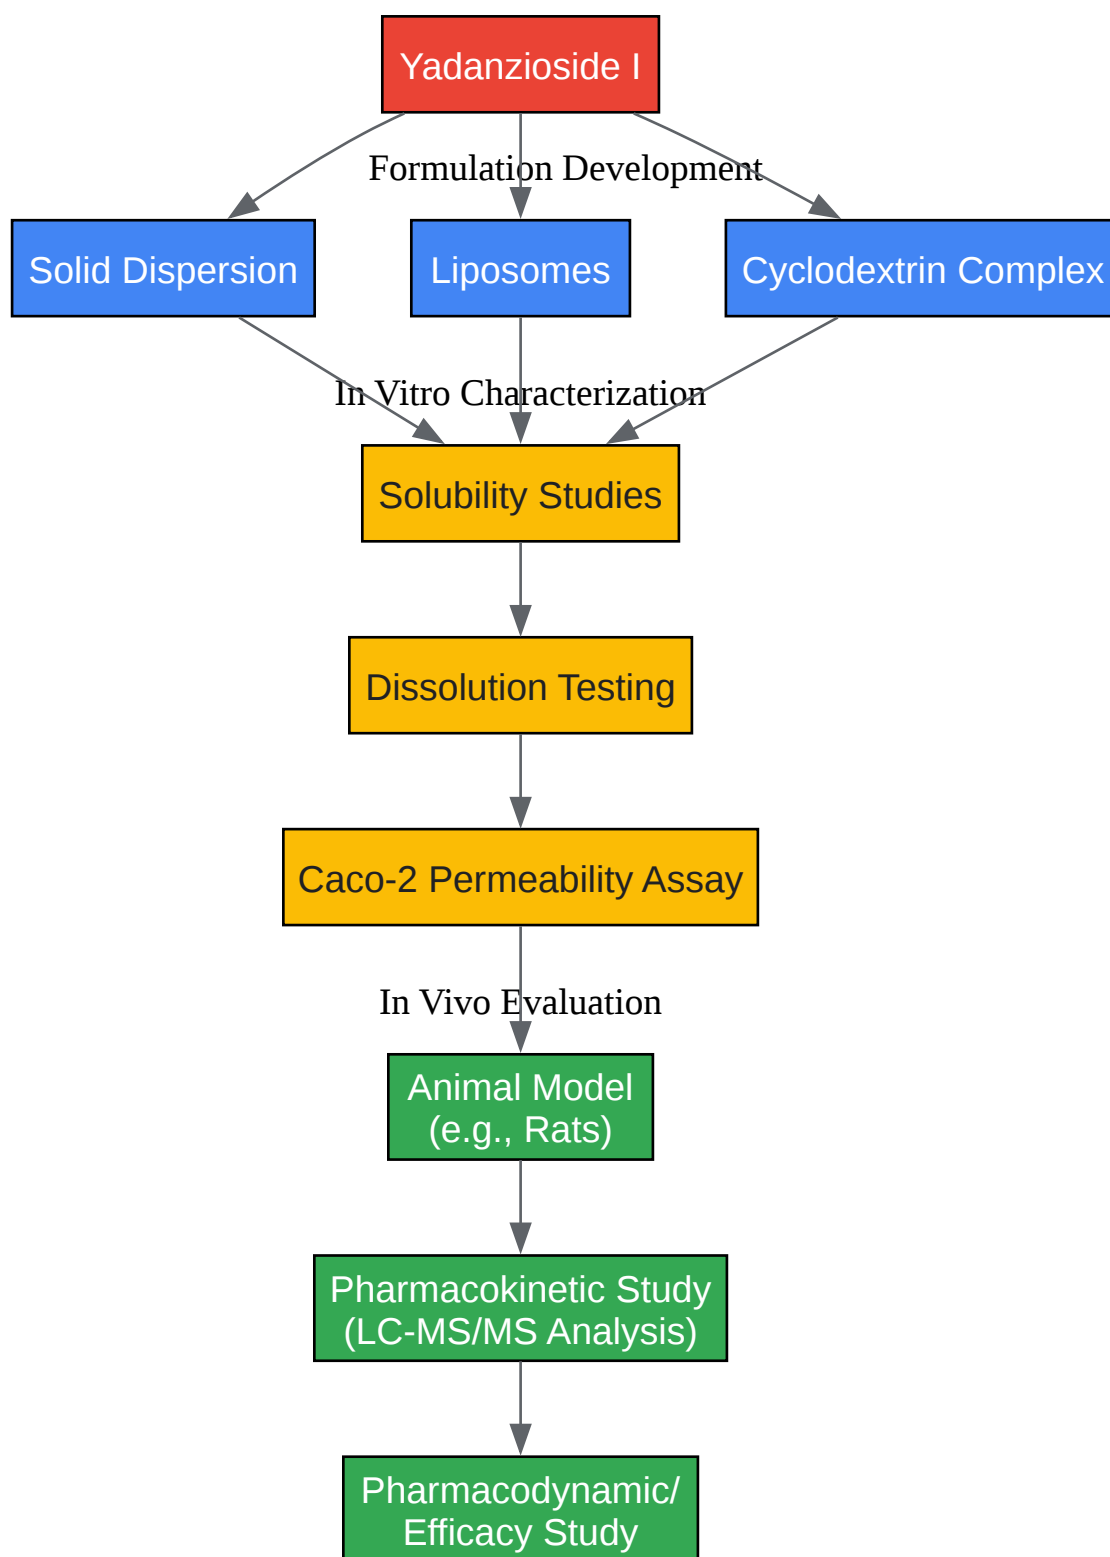 Yadanzioside I
Formulation Development
Solid Dispersion
Liposomes
Cyclodextrin Complex
In Vitro Characterization
Solubility Studies
Dissolution Testing
Caco-2 Permeability Assay
In Vivo Evaluation
Animal Model
(e.g., Rats)
Pharmacokinetic Study
(LC-MS/MS Analysis)
Pharmacodynamic/
Efficacy Study